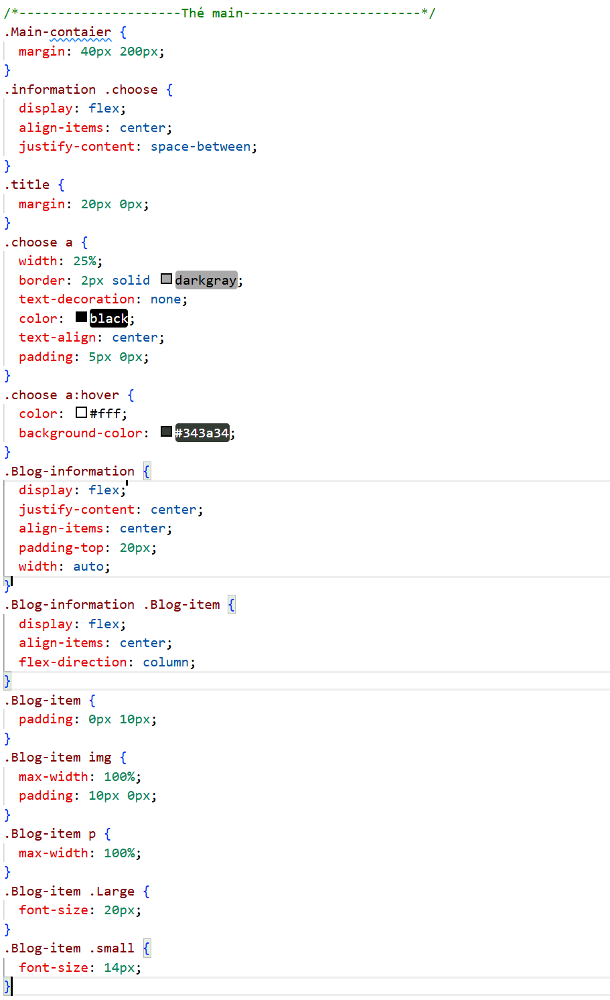 /*---------------------Thẻ main-----------------------*/
.Main-contaier {
  margin: 40px 200px;
}
.information .choose {
  display: flex;
  align-items: center;
  justify-content: space-between;
}
.title {
  margin: 20px 0px;
}
.choose a {
  width: 25%;
  border: 2px solid darkgray;
  text-decoration: none;
  color: black;
  text-align: center;
  padding: 5px 0px;
}
.choose a:hover {
  color: #fff;
  background-color: #343a34;
}
.Blog-information {
  display: flex;
  justify-content: center;
  align-items: center;
  padding-top: 20px;
  width: auto;
}
.Blog-information .Blog-item {
  display: flex;
  align-items: center;
  flex-direction: column;
}
.Blog-item {
  padding: 0px 10px;
}
.Blog-item img {
  max-width: 100%;
  padding: 10px 0px;
}
.Blog-item p {
  max-width: 100%;
}
.Blog-item .Large {
  font-size: 20px;
}
.Blog-item .small {
  font-size: 14px;
}